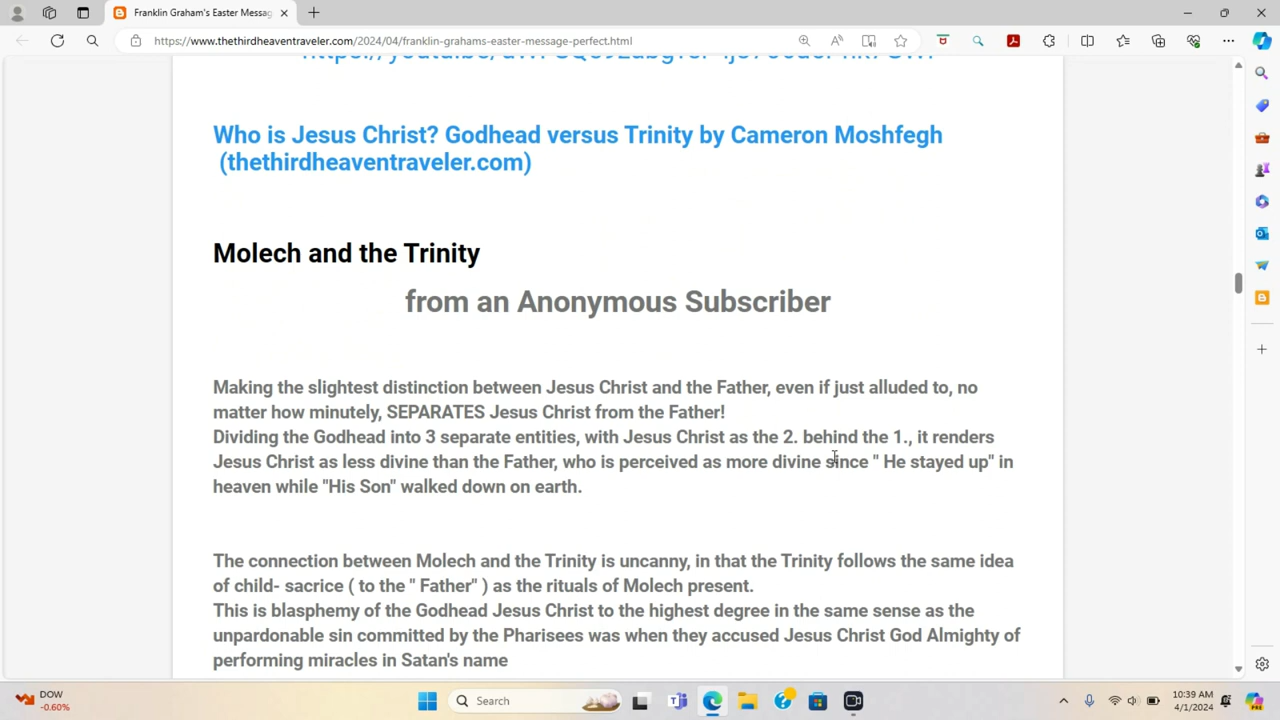 Franklin Graham's Easter Messag
https://www.thethirdheaventraveler.com/2024/04/franklin-grahams-easter-message-perfect.html
Who is Jesus Christ? Godhead versus Trinity by Cameron Moshfegh
(thethirdheaventraveler.com)
Molech and the Trinity
from an Anonymous Subscriber
Making the slightest distinction between Jesus Christ and the Father, even if just alluded to, no
matter how minutely, SEPARATES Jesus Christ from the Father!
Dividing the Godhead into 3 separate entities, with Jesus Christ as the 2. behind the 1., it renders
Jesus Christ as less divine than the Father, who is perceived as more divine since " He stayed up" in
heaven while "His Son" walked down on earth.
The connection between Molech and the Trinity is uncanny, in that the Trinity follows the same idea
of child- sacrice ( to the " Father" ) as the rituals of Molech present.
This is blasphemy of the Godhead Jesus Christ to the highest degree in the same sense as the
unpardonable sin committed by the Pharisees was when they accused Jesus Christ God Almighty of
performing miracles in Satan's name
DOW
-0.60%
Search
10:39 AM
4/1/2024